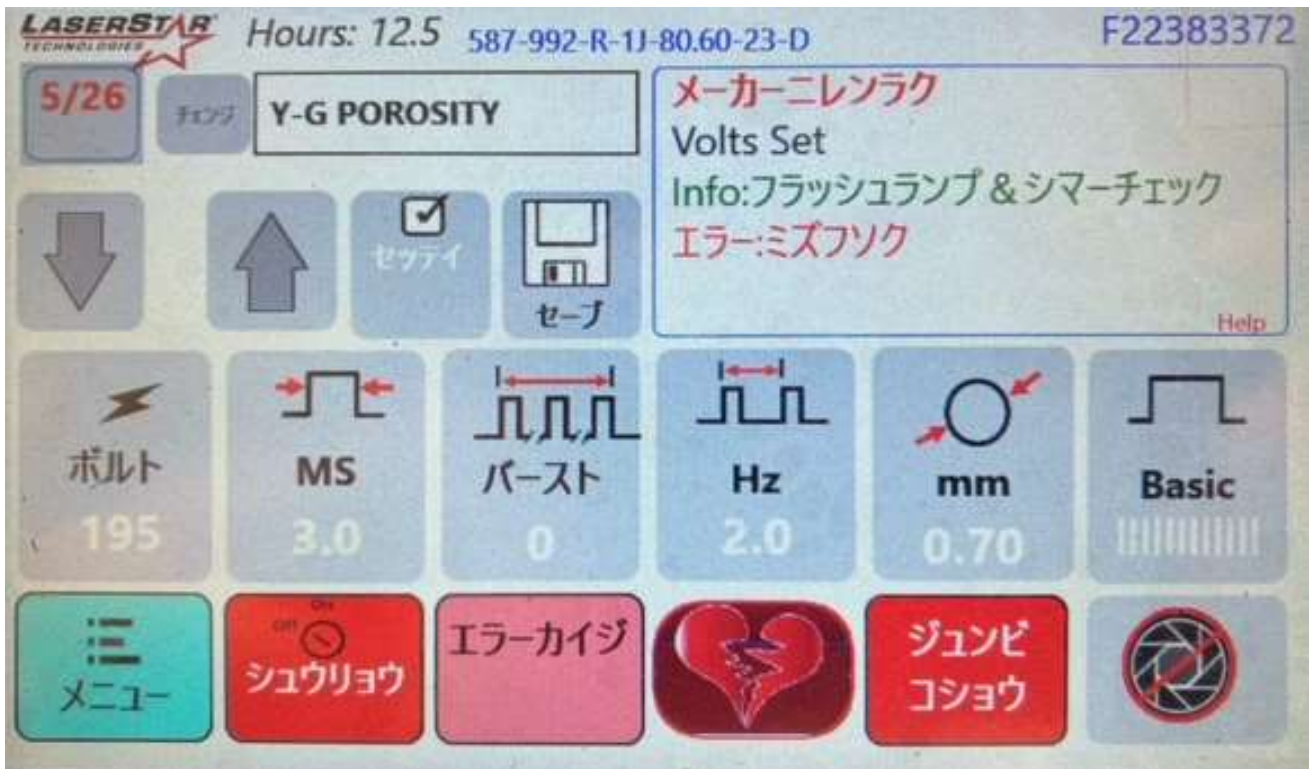 LASERSTAR
TECHNOLOGIES
Hours: 12.5
587-992-R-1J-80.60-23-D
F22383372
5/26
チェンジ
Y-G POROSITY
メーカーニレンラク
Volts Set
Info:フラッシュランプ & シマーチェック
エラー:ミズフソク
Help
セッテイ
セーブ
ボルト
195
MS
3.0
バースト
0
Hz
2.0
mm
0.70
Basic
メニュー
ON
OFF
シュウリョウ
エラーカイジ
ジュンビ
コショウ